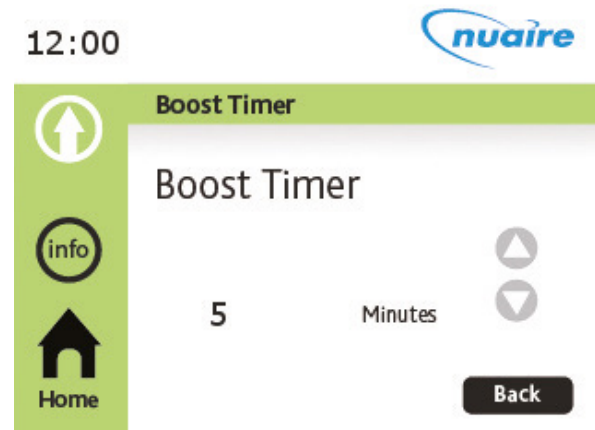 12:00
nuaire
Boost Timer
Boost Timer
info
5 Minutes
Home
Back